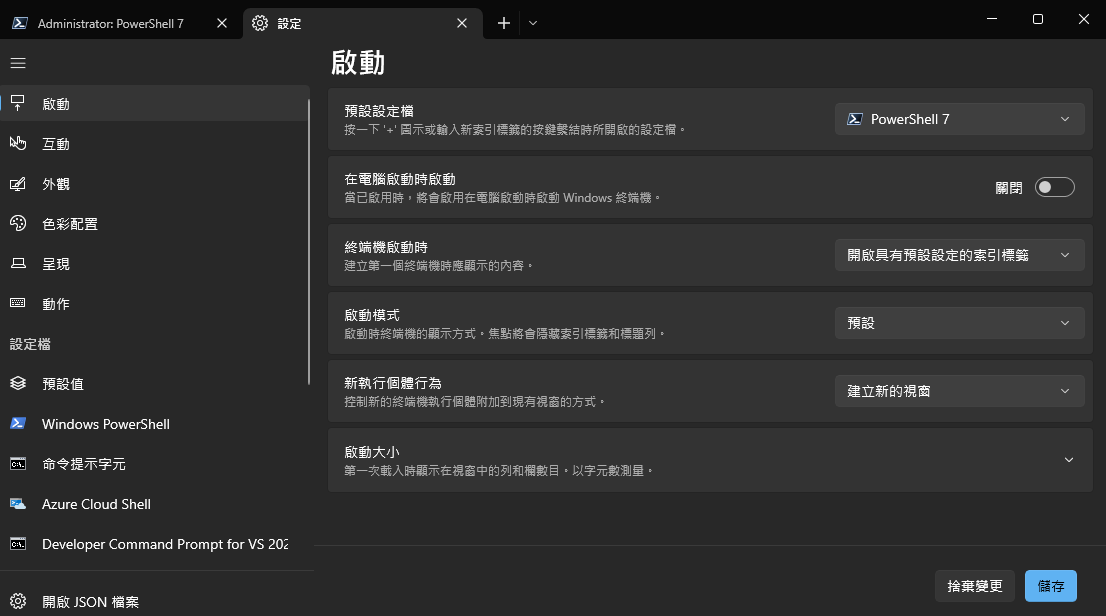 Administrator: PowerShell 7
設定
啟動
互動
外觀
色彩配置
呈現
動作
設定檔
預設值
Windows PowerShell
命令提示字元
Azure Cloud Shell
Developer Command Prompt for VS 202
開啟 JSON 檔案
啟動
預設設定檔
按一下 '+' 圖示或輸入新索引標籤的按鍵繫結時所開啟的設定檔。
PowerShell 7
在電腦啟動時啟動
當已啟用時，將會啟用在電腦啟動時啟動 Windows 終端機。
關閉
終端機啟動時
建立第一個終端機時應顯示的內容。
開啟具有預設設定的索引標籤
啟動模式
啟動時終端機的顯示方式。焦點將會隱藏索引標籤和標題列。
預設
新執行個體行為
控制新的終端機執行個體附加到現有視窗的方式。
建立新的視窗
啟動大小
第一次載入時顯示在視窗中的列和欄數目。以字元數測量。
捨棄變更
儲存